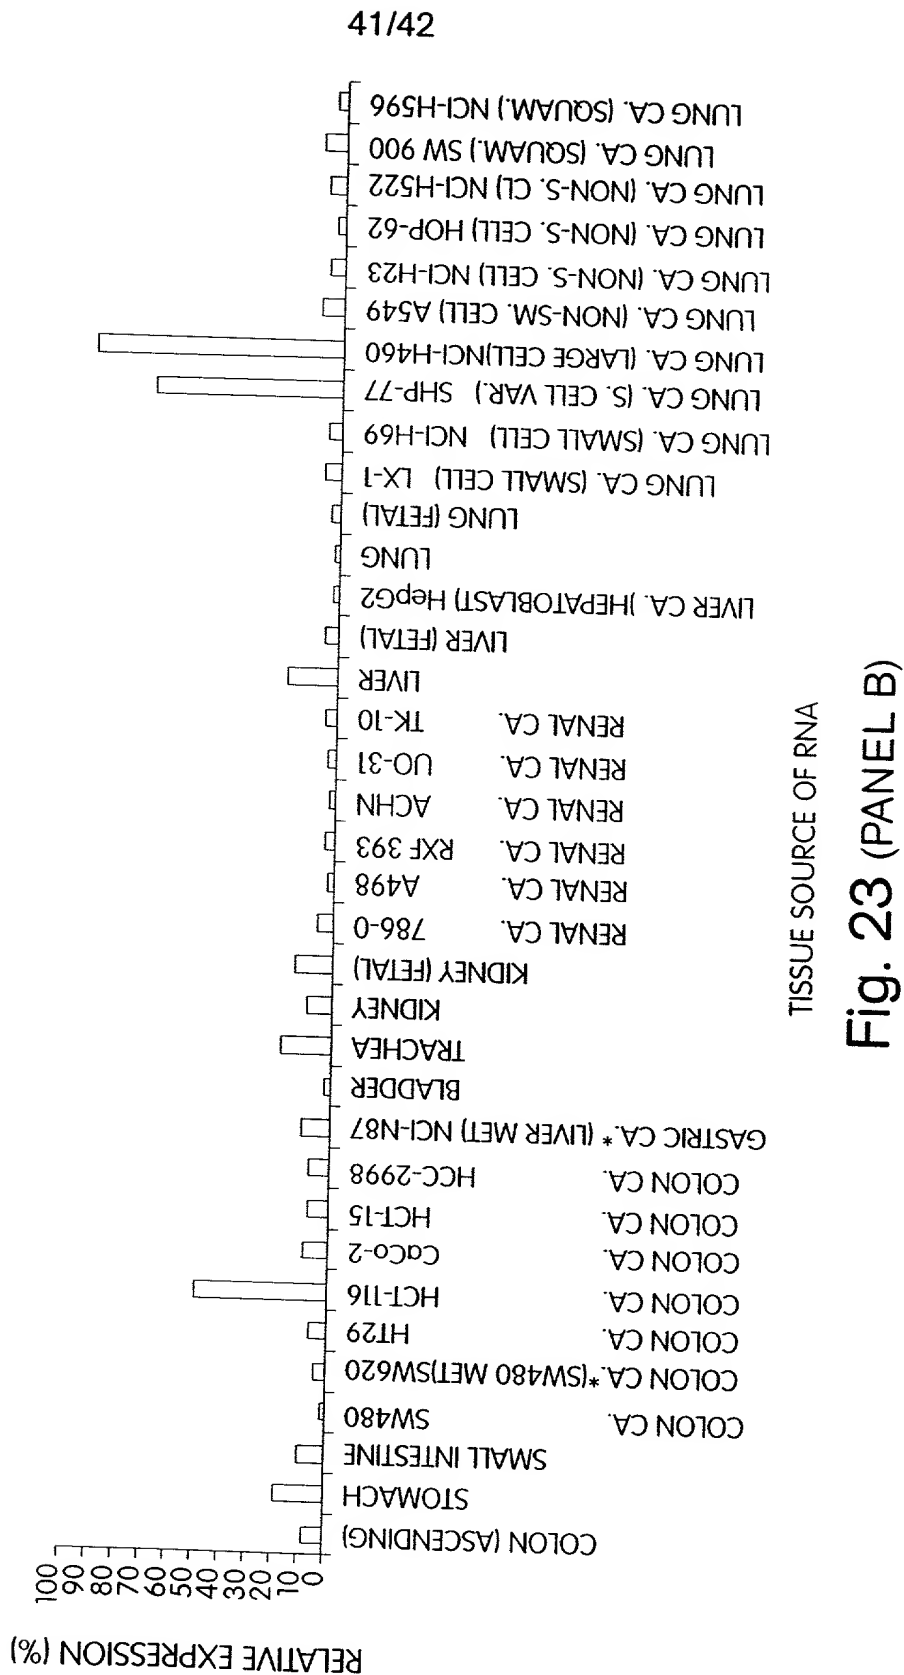 41/42
RELATIVE EXPRESSION (%)
100
90
80
70
60
50
40
30
20
10
0
COLON (ASCENDING)
STOMACH
SMALL INTESTINE
COLON CA. SW480
COLON CA.*(SW480 MET)SW620
COLON CA. HT29
COLON CA. HCT-116
COLON CA. CaCo-2
COLON CA. HCT-15
COLON CA. HCC-2998
GASTRIC CA.* (LIVER MET) NCI-N87
BLADDER
TRACHEA
KIDNEY
KIDNEY (FETAL)
RENAL CA. 786-0
RENAL CA. A498
RENAL CA. RXF 393
RENAL CA. ACHN
RENAL CA. UO-31
RENAL CA. TK-10
LIVER
LIVER (FETAL)
LIVER CA. )HEPATOBLAST) HepG2
LUNG
LUNG (FETAL)
LUNG CA. (SMALL CELL) LX-1
LUNG CA. (SMALL CELL) NCI-H69
LUNG CA. (S. CELL VAR.) SHP-77
LUNG CA. (LARGE CELL)NCI-H460
LUNG CA. (NON-SM. CELL) A549
LUNG CA. (NON-S. CELL) NCI-H23
LUNG CA. (NON-S. CELL) HOP-62
LUNG CA. (NON-S. CL) NCI-H522
LUNG CA. (SQUAM.) SW 900
LUNG CA. (SQUAM.) NCI-H596
TISSUE SOURCE OF RNA
Fig. 23 (PANEL B)